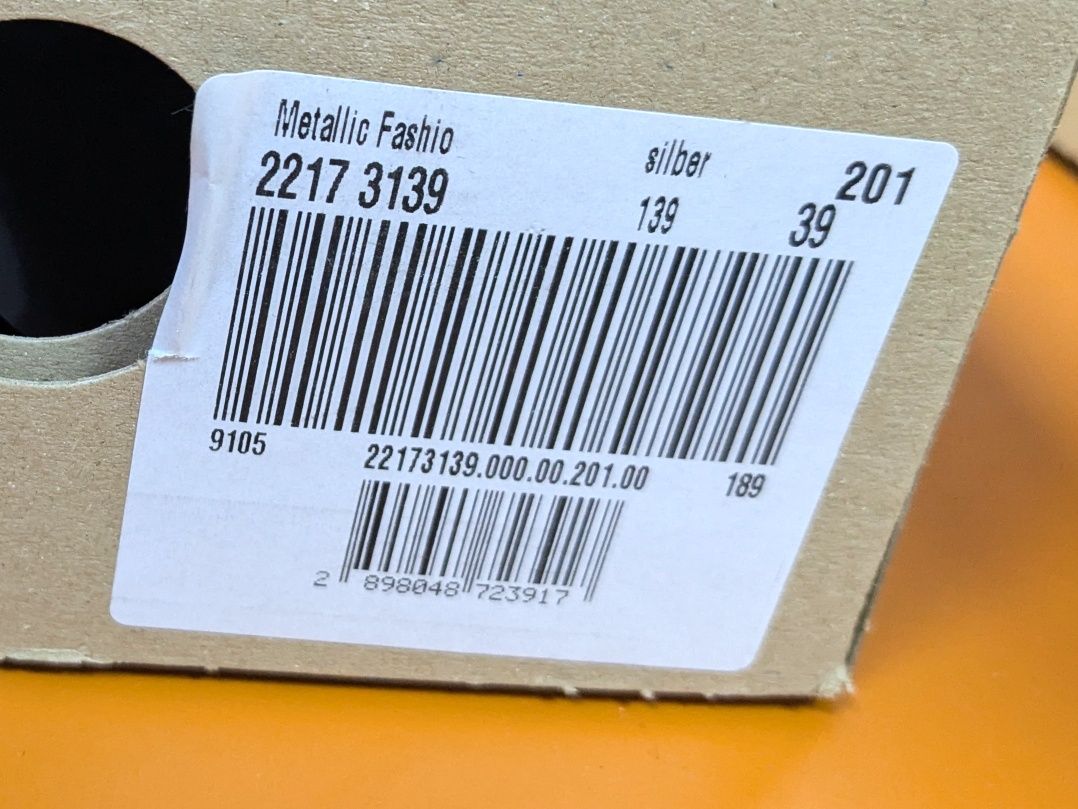 Metallic Fashio silber 201
2217 3139 139 39
9105 22173139.000.00.201.00 189
2 898048 723917